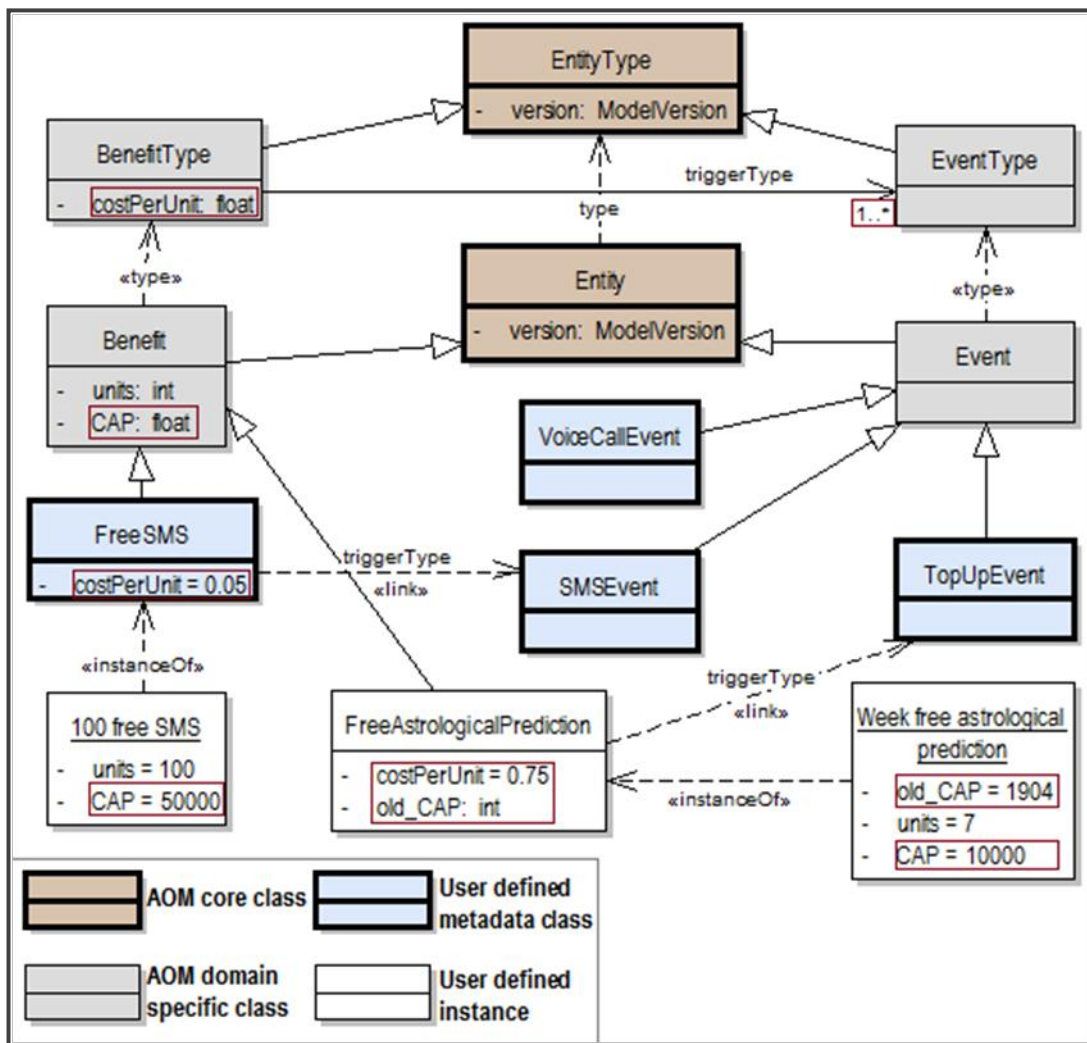 EntityType
- version: ModelVersion
BenefitType
- costPerUnit: float
EventType
triggerType
1..*
type
«type»
«type»
Entity
- version: ModelVersion
Benefit
- units: int
- CAP: float
Event
VoiceCallEvent
FreeSMS
- costPerUnit = 0.05
triggerType
«link»
SMSEvent
TopUpEvent
«instanceOf»
triggerType
«link»
100 free SMS
- units = 100
- CAP = 50000
FreeAstrologicalPrediction
- costPerUnit = 0.75
- old_CAP: int
«instanceOf»
Week free astrological
prediction
- old_CAP = 1904
- units = 7
- CAP = 10000
AOM core class
User defined
metadata class
AOM domain
specific class
User defined
instance